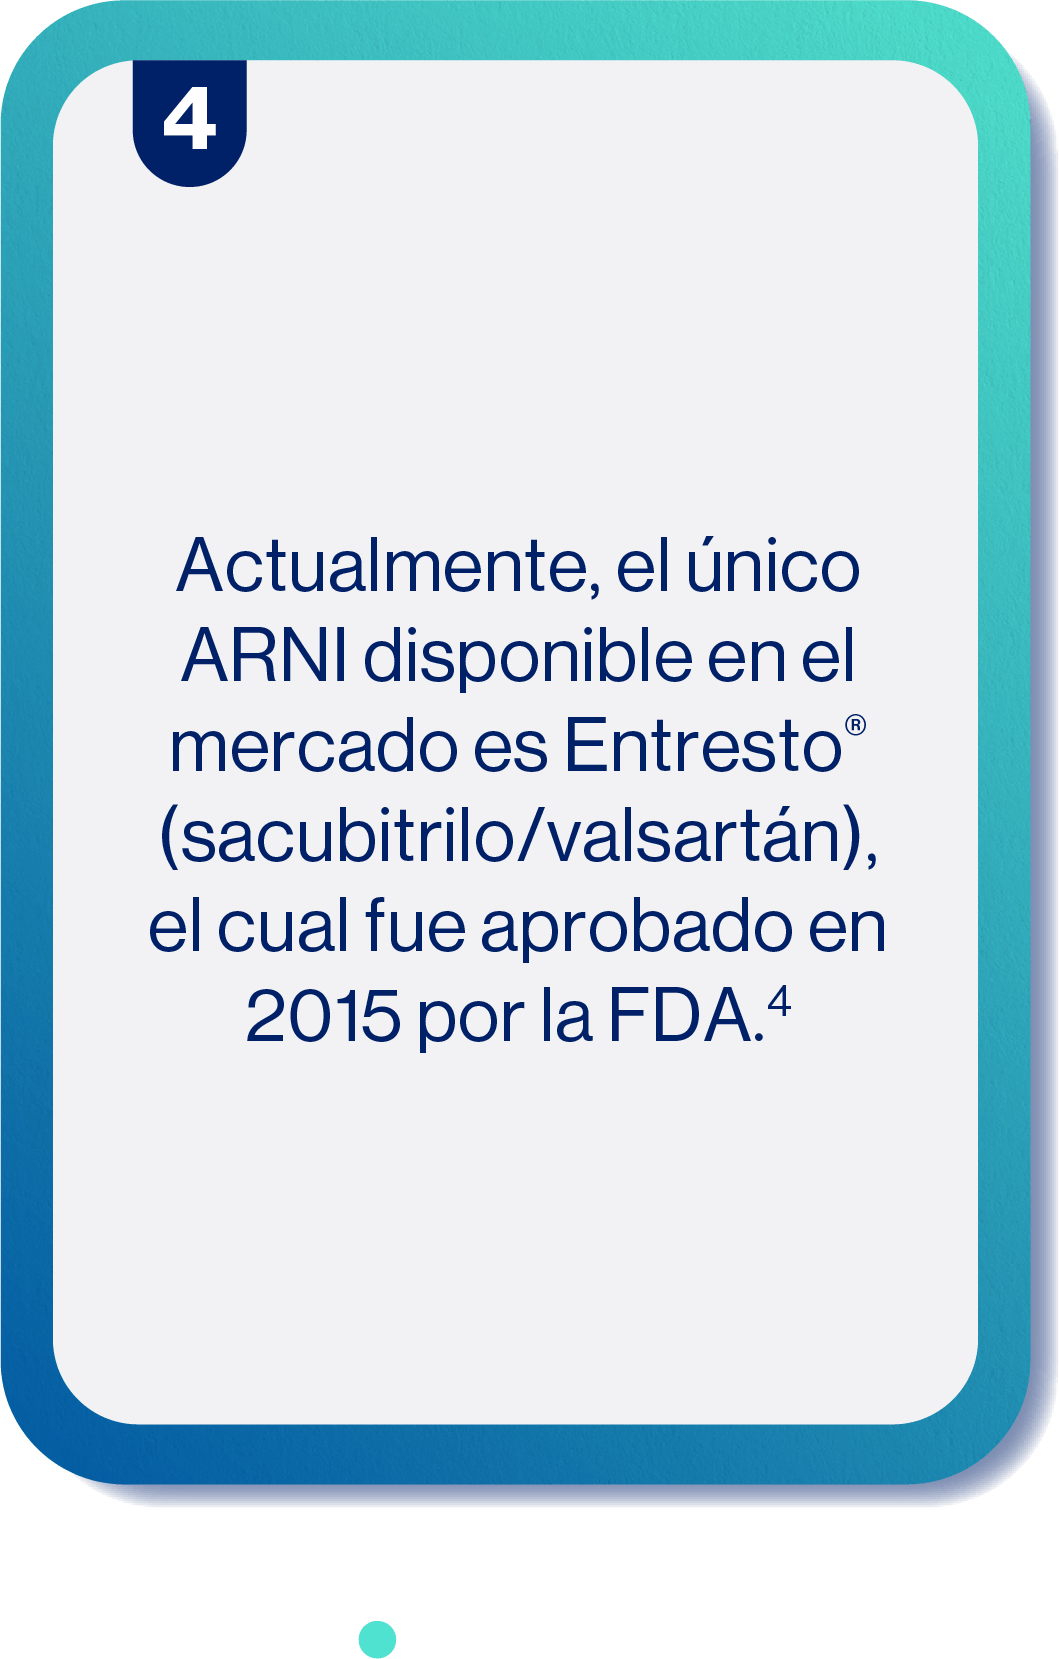 4
Actualmente, el único
ARNI disponible en el
mercado es Entresto®
(sacubitrilo/valsartán),
el cual fue aprobado en
2015 por la FDA.⁴